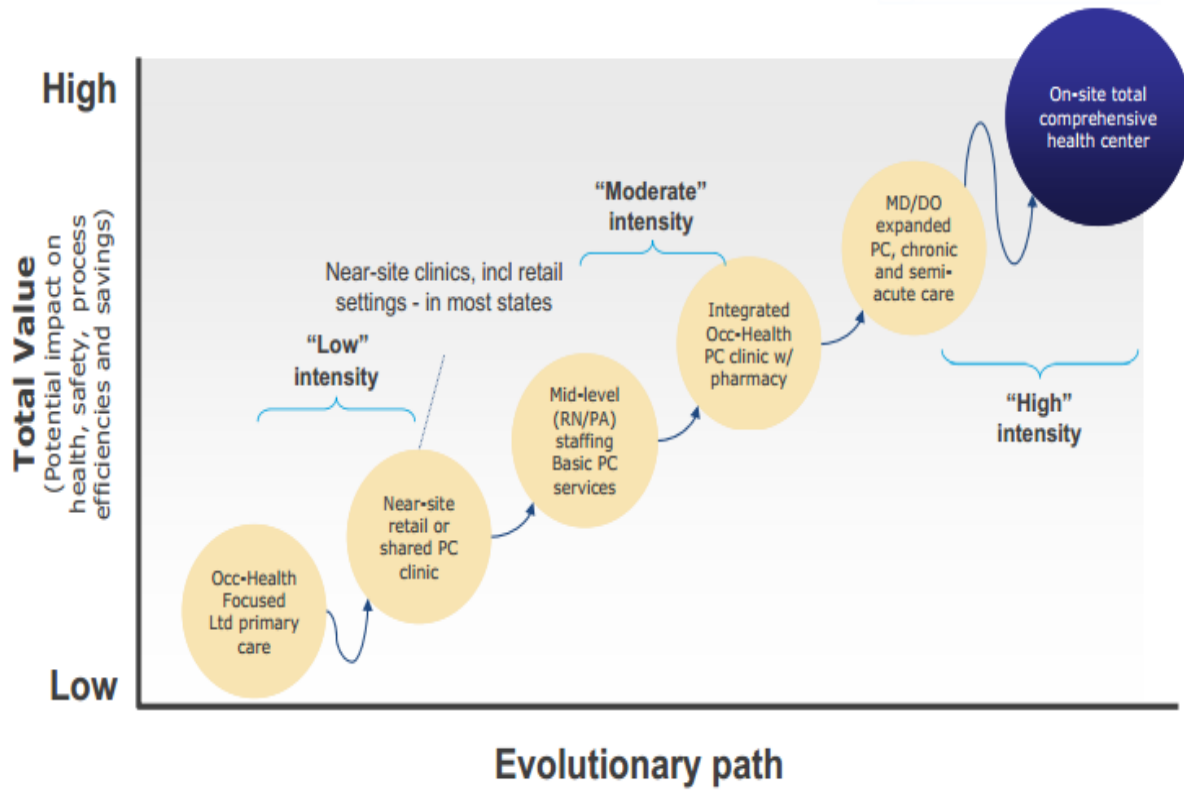 High
On-site total
comprehensive
health center
"Moderate"
intensity
MD/DO
expanded
PC, chronic
and semi-
acute care
Near-site clinics, incl retail
settings - in most states
Integrated
Occ-Health
PC clinic w/
pharmacy
"Low"
intensity
Mid-level
(RN/PA)
staffing
Basic PC
services
"High"
intensity
Near-site
retail or
shared PC
clinic
Occ-Health
Focused
Ltd primary
care
Total Value
(Potential impact on
health, safety, process
efficiencies and savings)
Low
Evolutionary path